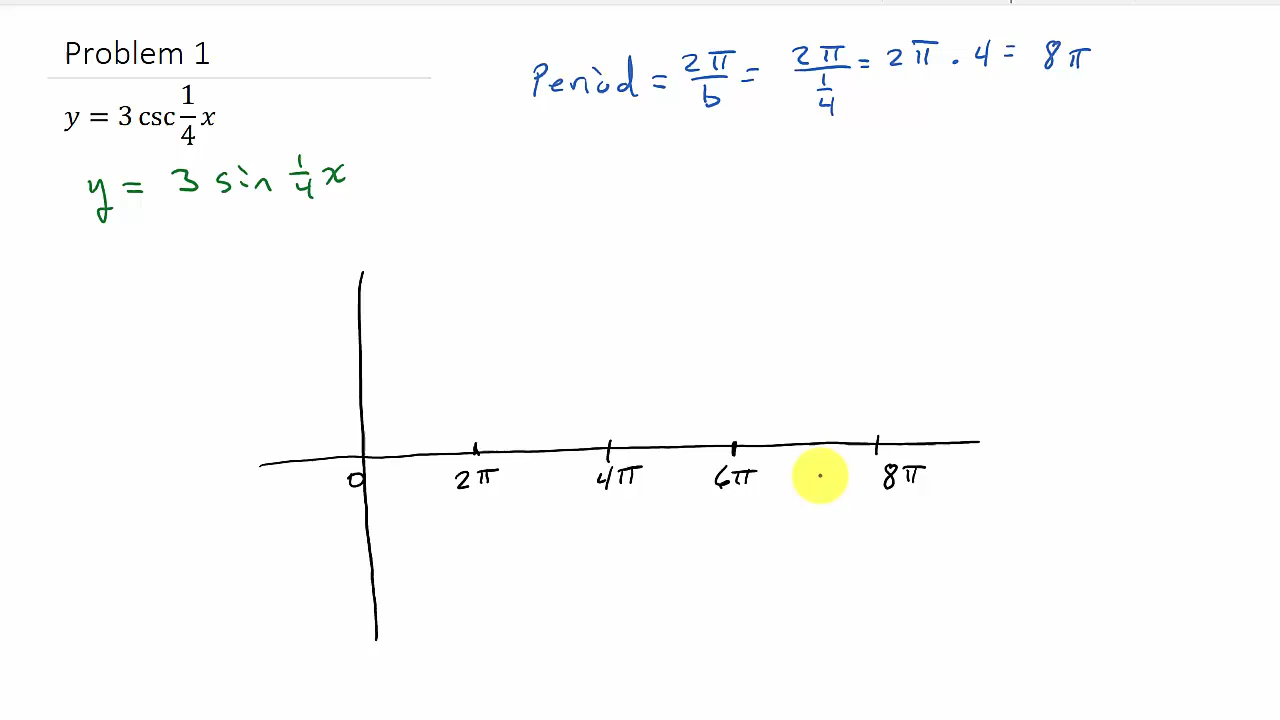 Problem 1
y = 3 csc 1/4 x
Period = 2π/b = 2π/(1/4) = 2π · 4 = 8π
y = 3 sin 1/4 x
0 2π 4π 6π 8π